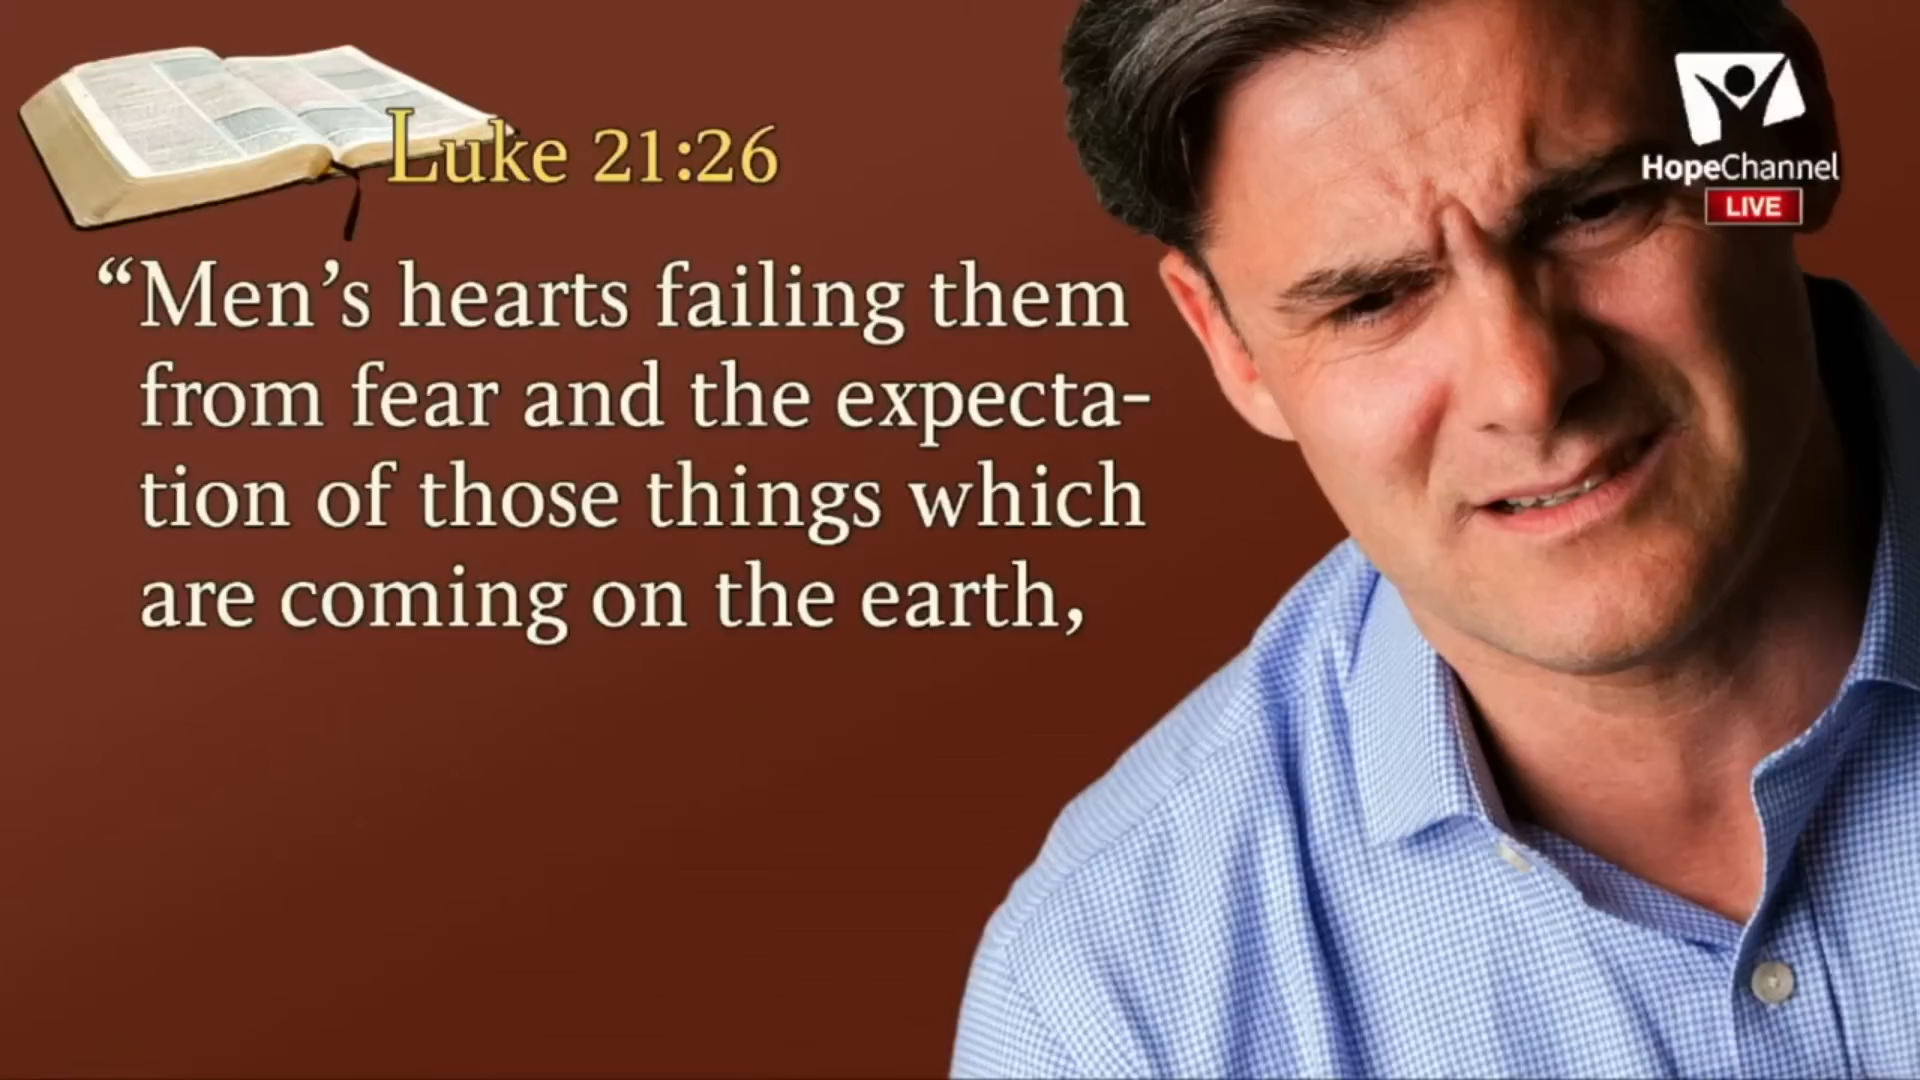 Luke 21:26
“Men’s hearts failing them
from fear and the expecta-
tion of those things which
are coming on the earth,
HopeChannel
LIVE